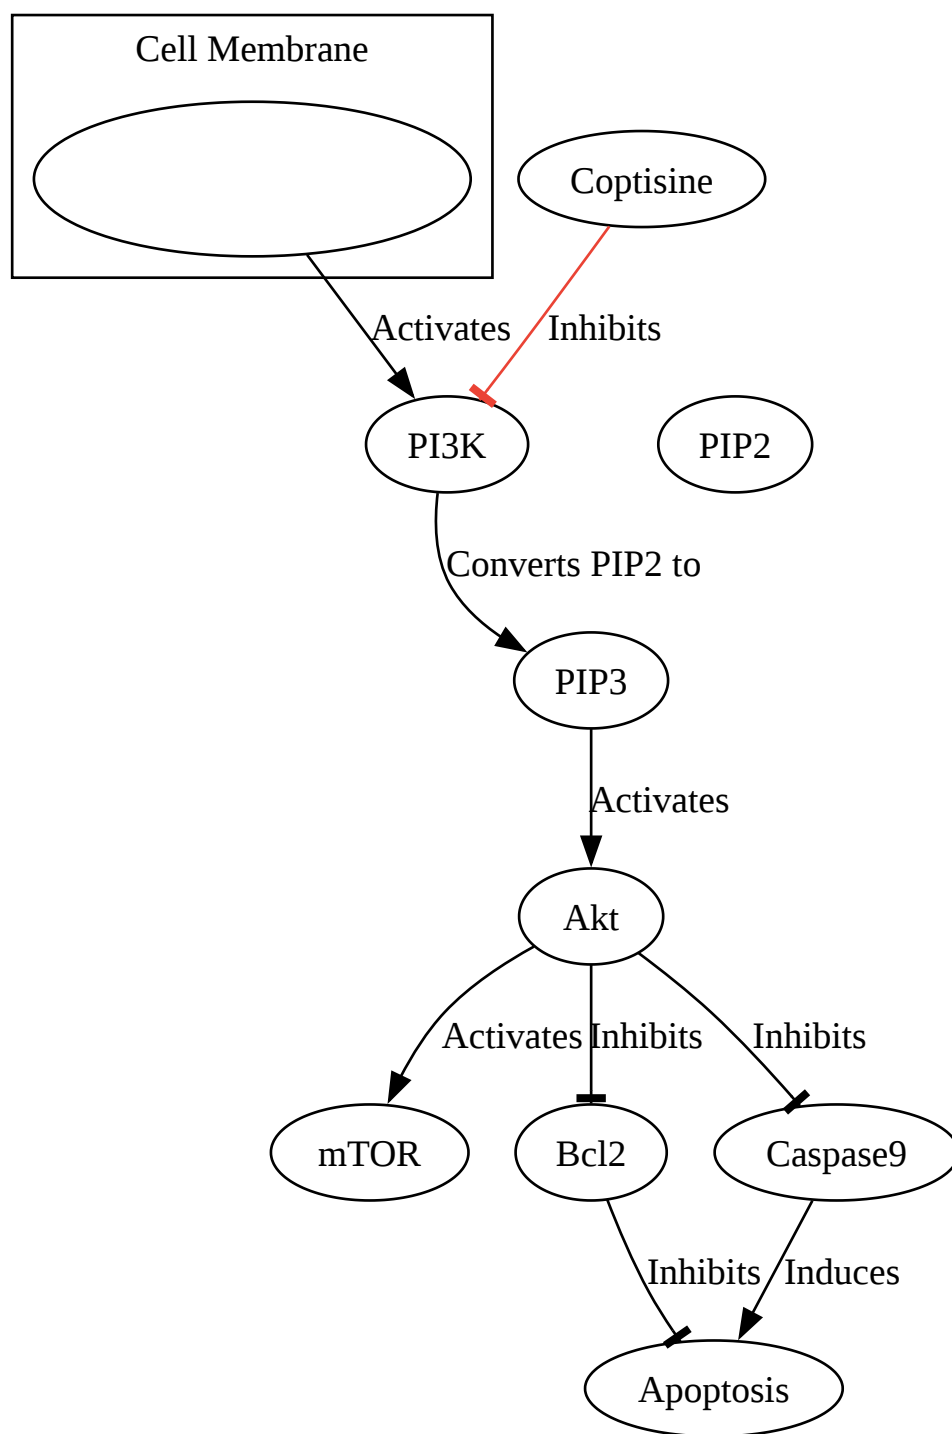 Cell Membrane
Coptisine
Activates
Inhibits
PI3K
PIP2
Converts PIP2 to
PIP3
Activates
Akt
Activates
Inhibits
Inhibits
mTOR
Bcl2
Caspase9
Inhibits
Induces
Apoptosis